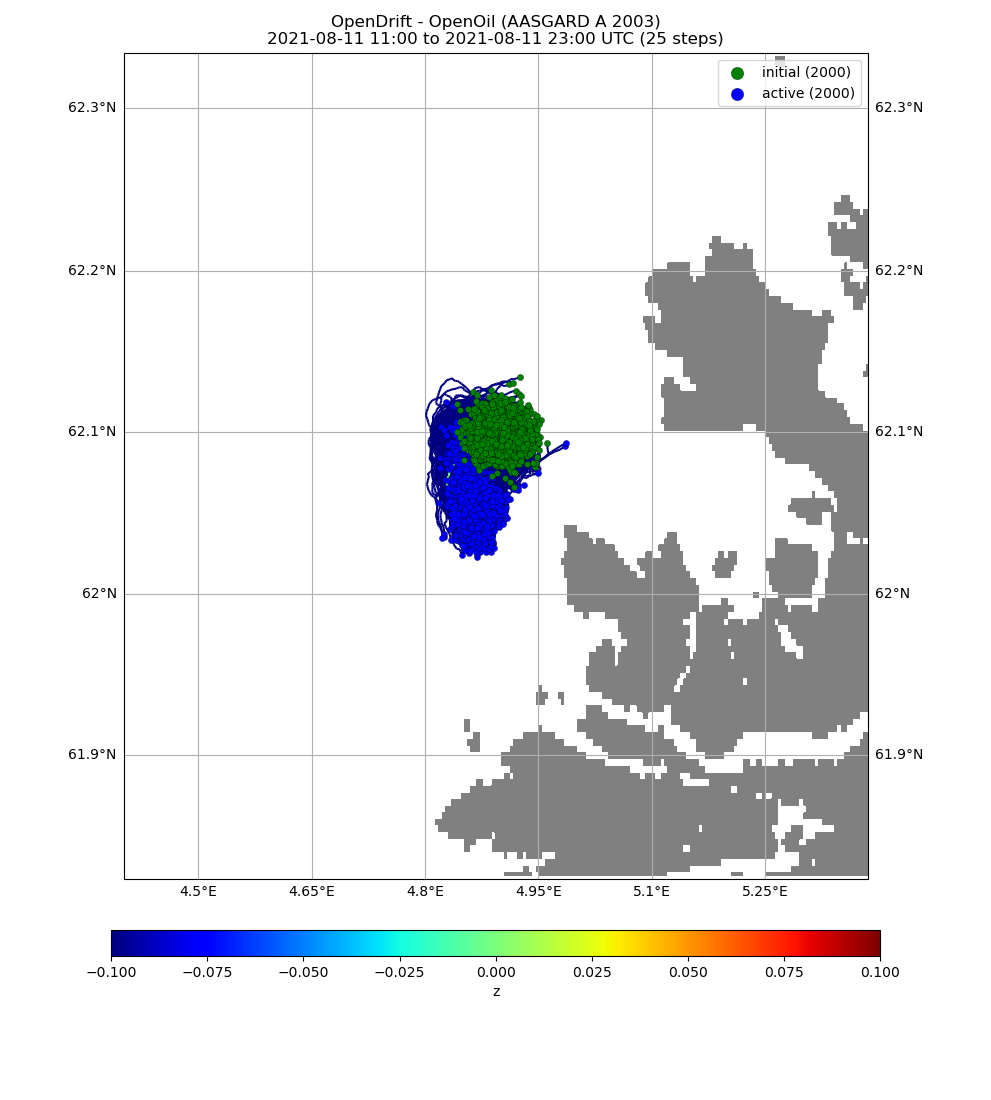 OpenDrift - OpenOil (AASGARD A 2003)
2021-08-11 11:00 to 2021-08-11 23:00 UTC (25 steps)
initial (2000)
active (2000)
62.3°N 62.3°N
62.2°N 62.2°N
62.1°N 62.1°N
62°N 62°N
61.9°N 61.9°N
4.5°E 4.65°E 4.8°E 4.95°E 5.1°E 5.25°E
−0.100 −0.075 −0.050 −0.025 0.000 0.025 0.050 0.075 0.100
z